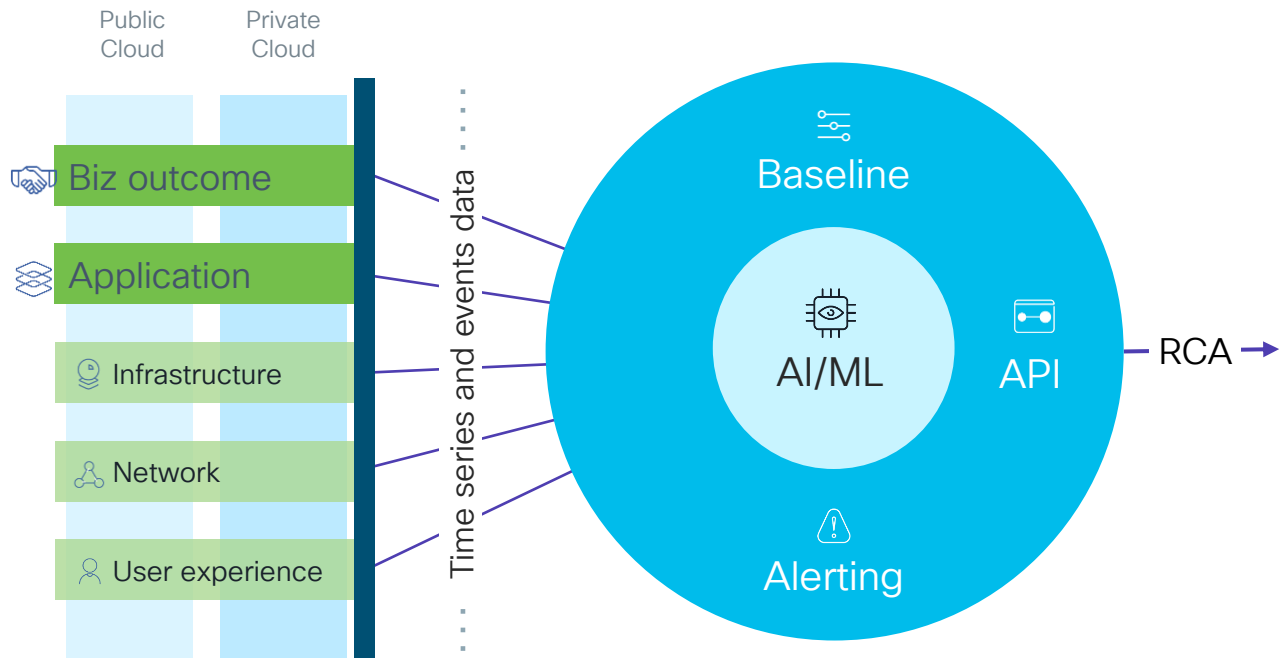 Public
Cloud
Private
Cloud
Biz outcome
Application
Infrastructure
Network
User experience
Time series and events data
Baseline
AI/ML
API
Alerting
RCA